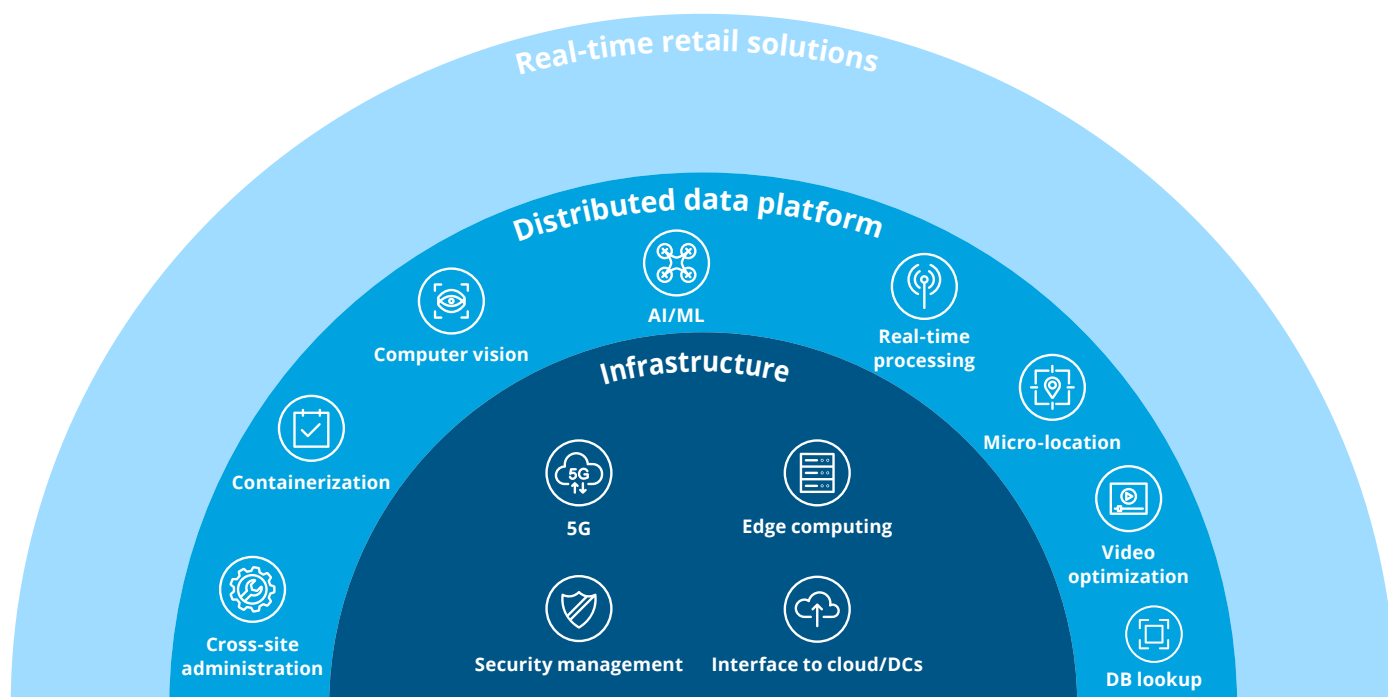 Real-time retail solutions
Distributed data platform
AI/ML
Computer vision
Real-time
processing
Containerization
Micro-location
Cross-site
administration
Video
optimization
DB lookup
Infrastructure
5G
5G
Edge computing
Security management
Interface to cloud/DCs